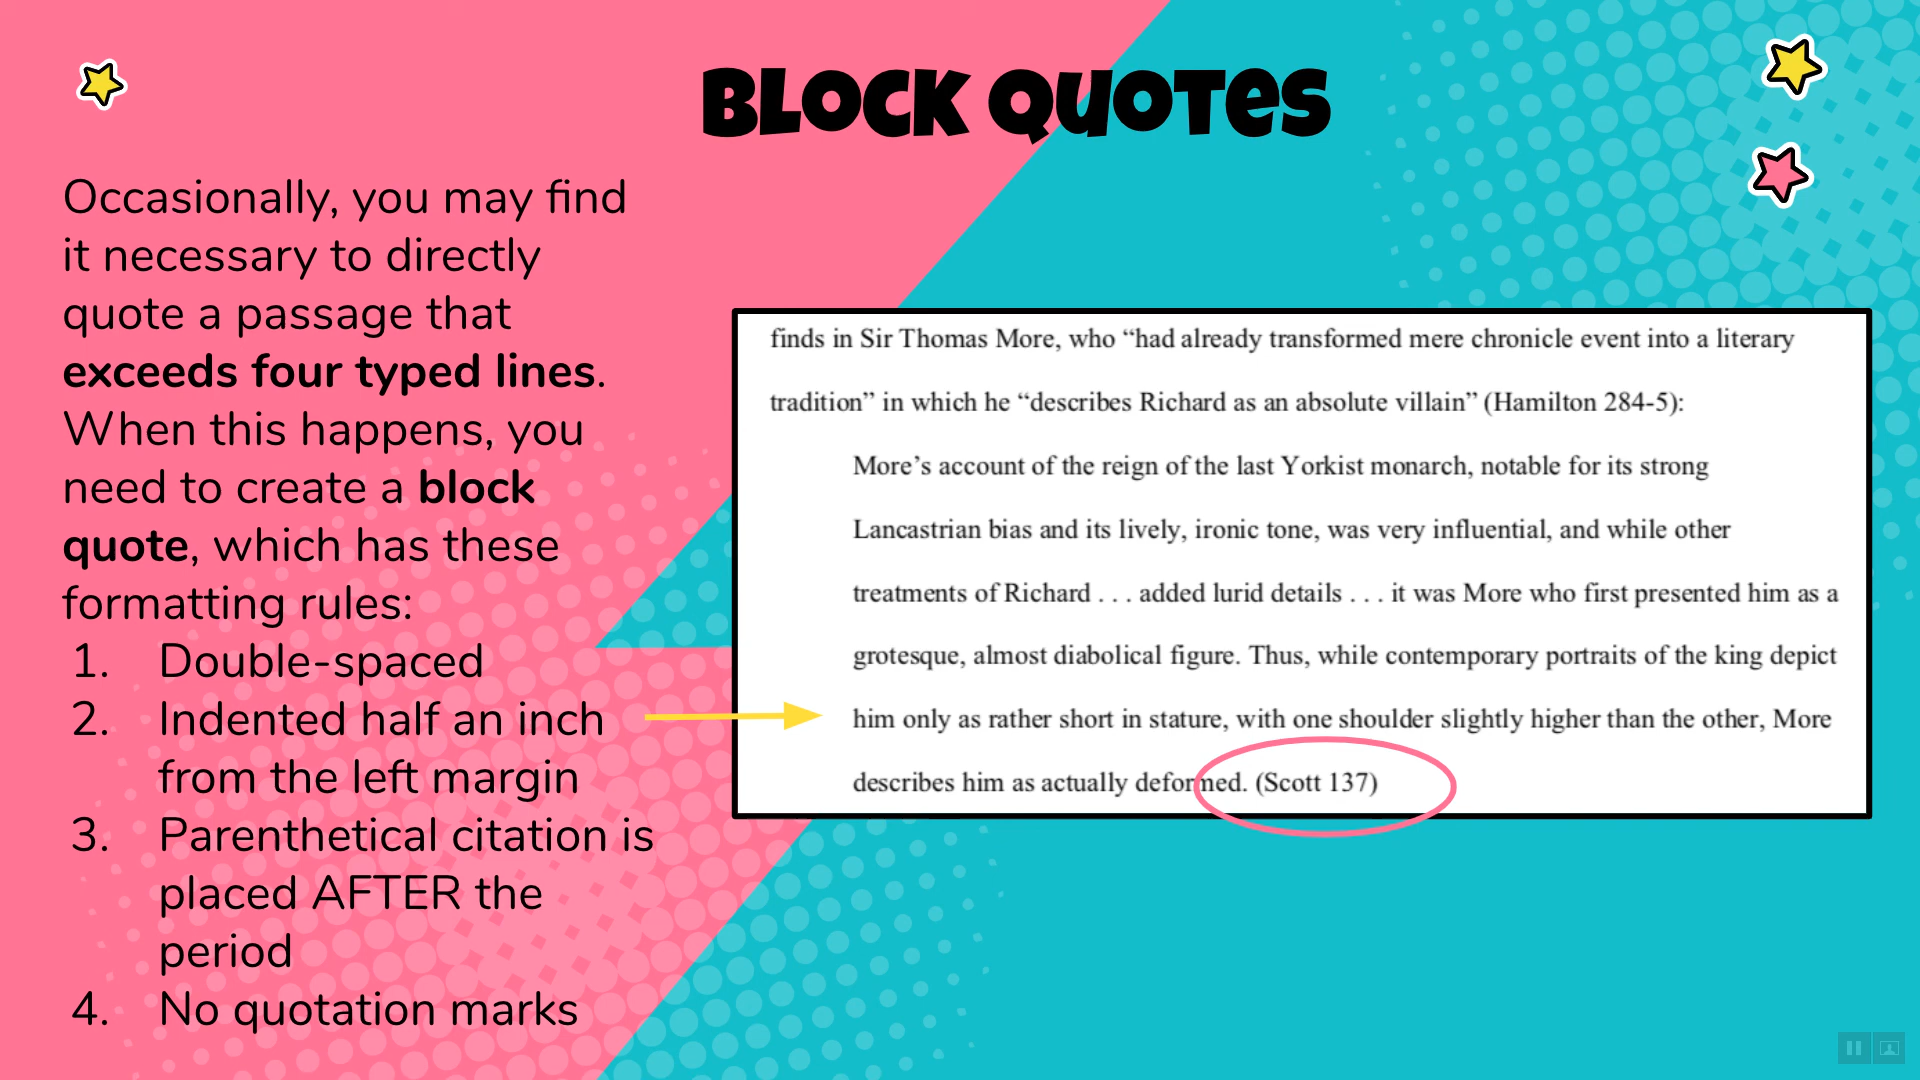 BLOCK QUOTES
Occasionally, you may find
it necessary to directly
quote a passage that
exceeds four typed lines.
When this happens, you
need to create a block
quote, which has these
formatting rules:
1. Double-spaced
2. Indented half an inch
from the left margin
3. Parenthetical citation is
placed AFTER the
period
4. No quotation marks
finds in Sir Thomas More, who “had already transformed mere chronicle event into a literary
tradition” in which he “describes Richard as an absolute villain” (Hamilton 284-5):
More’s account of the reign of the last Yorkist monarch, notable for its strong
Lancastrian bias and its lively, ironic tone, was very influential, and while other
treatments of Richard . . . added lurid details . . . it was More who first presented him as a
grotesque, almost diabolical figure. Thus, while contemporary portraits of the king depict
him only as rather short in stature, with one shoulder slightly higher than the other, More
describes him as actually deformed. (Scott 137)